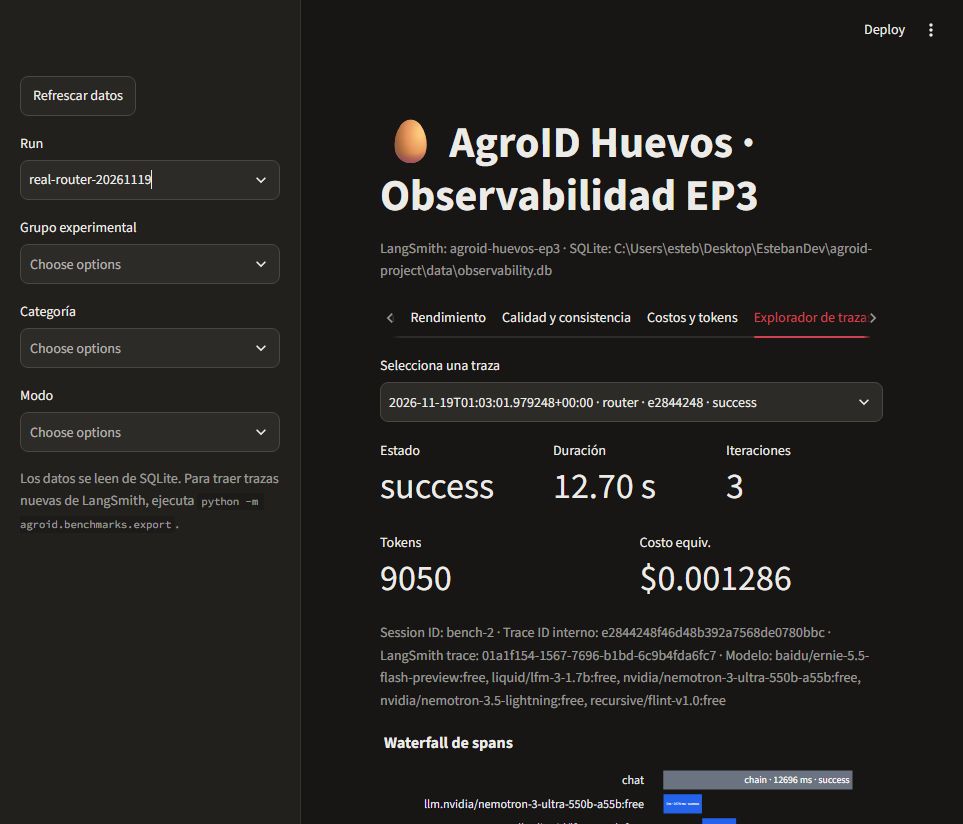 Deploy
Refrescar datos
Run
real-router-20261119
Grupo experimental
Choose options
Categoría
Choose options
Modo
Choose options
Los datos se leen de SQLite. Para traer trazas
nuevas de LangSmith, ejecuta python -m
agroid.benchmarks.export .
AgroID Huevos ·
Observabilidad EP3
LangSmith: agroid-huevos-ep3 · SQLite: C:\Users\esteb\Desktop\EstebanDev\agroid-
project\data\observability.db
Rendimiento Calidad y consistencia Costos y tokens Explorador de traza
Selecciona una traza
2026-11-19T01:03:01.979248+00:00 · router · e2844248 · success
Estado Duración Iteraciones
success 12.70 s 3
Tokens Costo equiv.
9050 $0.001286
Session ID: bench-2 · Trace ID interno: e2844248f46d48b392a7568de0780bbc ·
LangSmith trace: 01a1f154-1567-7696-b1bd-6c9b4fda6fc7 · Modelo: baidu/ernie-5.5-
flash-preview:free, liquid/lfm-3-1.7b:free, nvidia/nemotron-3-ultra-550b-a55b:free,
nvidia/nemotron-3.5-lightning:free, recursive/flint-v1.0:free
Waterfall de spans
chat chain · 12696 ms · success
llm.nvidia/nemotron-3-ultra-550b-a55b:free